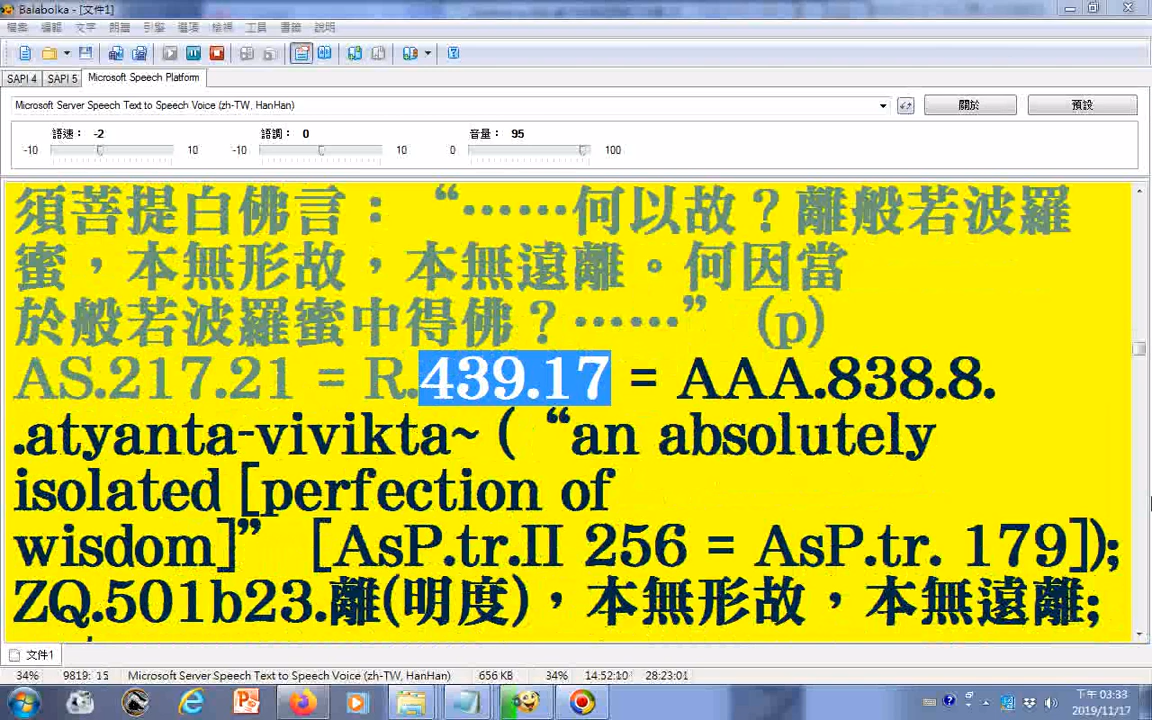 Balabolka - [文件1]
檔案 編輯 文字 朗讀 引擎 選項 檢視 工具 書籤 說明
SAPI 4 SAPI 5 Microsoft Speech Platform
Microsoft Server Speech Text to Speech Voice (zh-TW, HanHan) 關於 預設
語速： -2 語調： 0 音量： 95
-10 10 -10 10 0 100
須菩提白佛言：“⋯⋯何以故？離般若波羅
蜜，本無形故，本無遠離。何因當
於般若波羅蜜中得佛？⋯⋯” (p)
AS.217.21 = R.439.17 = AAA.838.8.
.atyanta-vivikta~ (“an absolutely
isolated [perfection of
wisdom]” [AsP.tr.II 256 = AsP.tr. 179]);
ZQ.501b23.離(明度)，本無形故，本無遠離;
文件1
34% 9819: 15 Microsoft Server Speech Text to Speech Voice (zh-TW, HanHan) 656 KB 34% 14:52:10 28:23:01
下午 03:33
2019/11/17